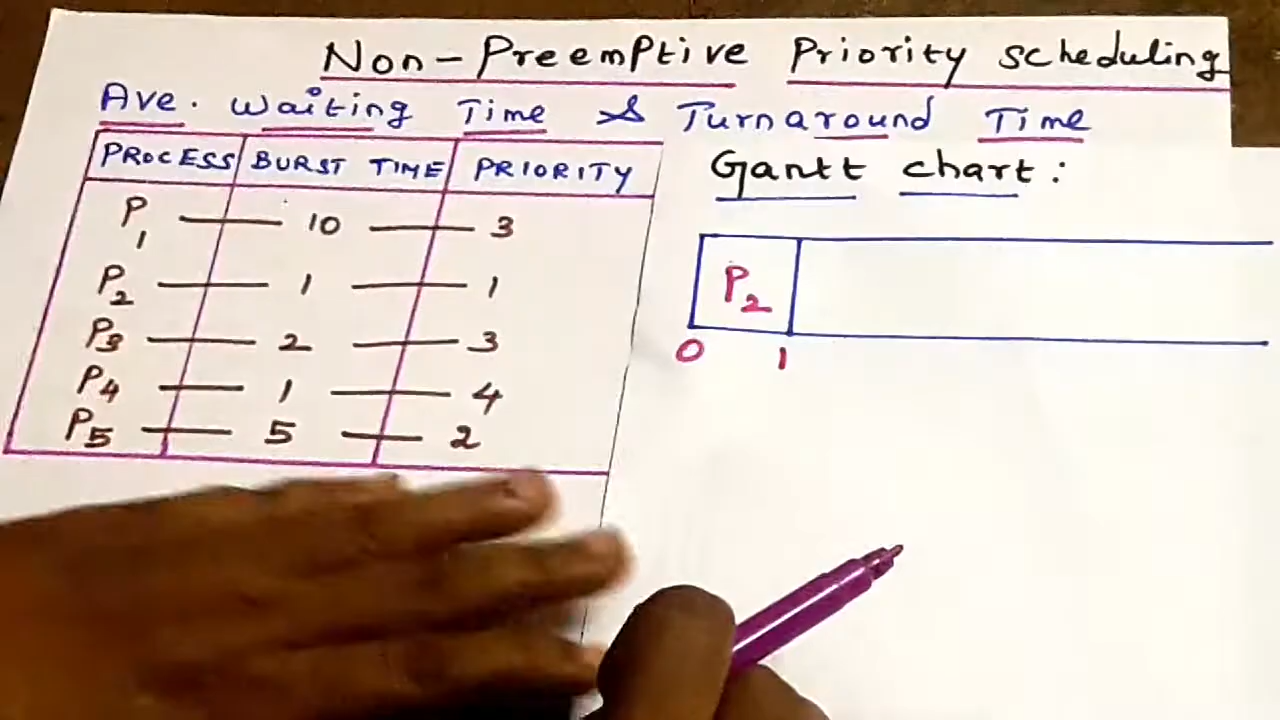 Non-Preemptive Priority scheduling
Ave. Waiting Time & Turnaround Time
PROCESS BURST TIME PRIORITY
P1 10 3
P2 1 1
P3 2 3
P4 1 4
P5 5 2
Gantt chart:
P2
0 1